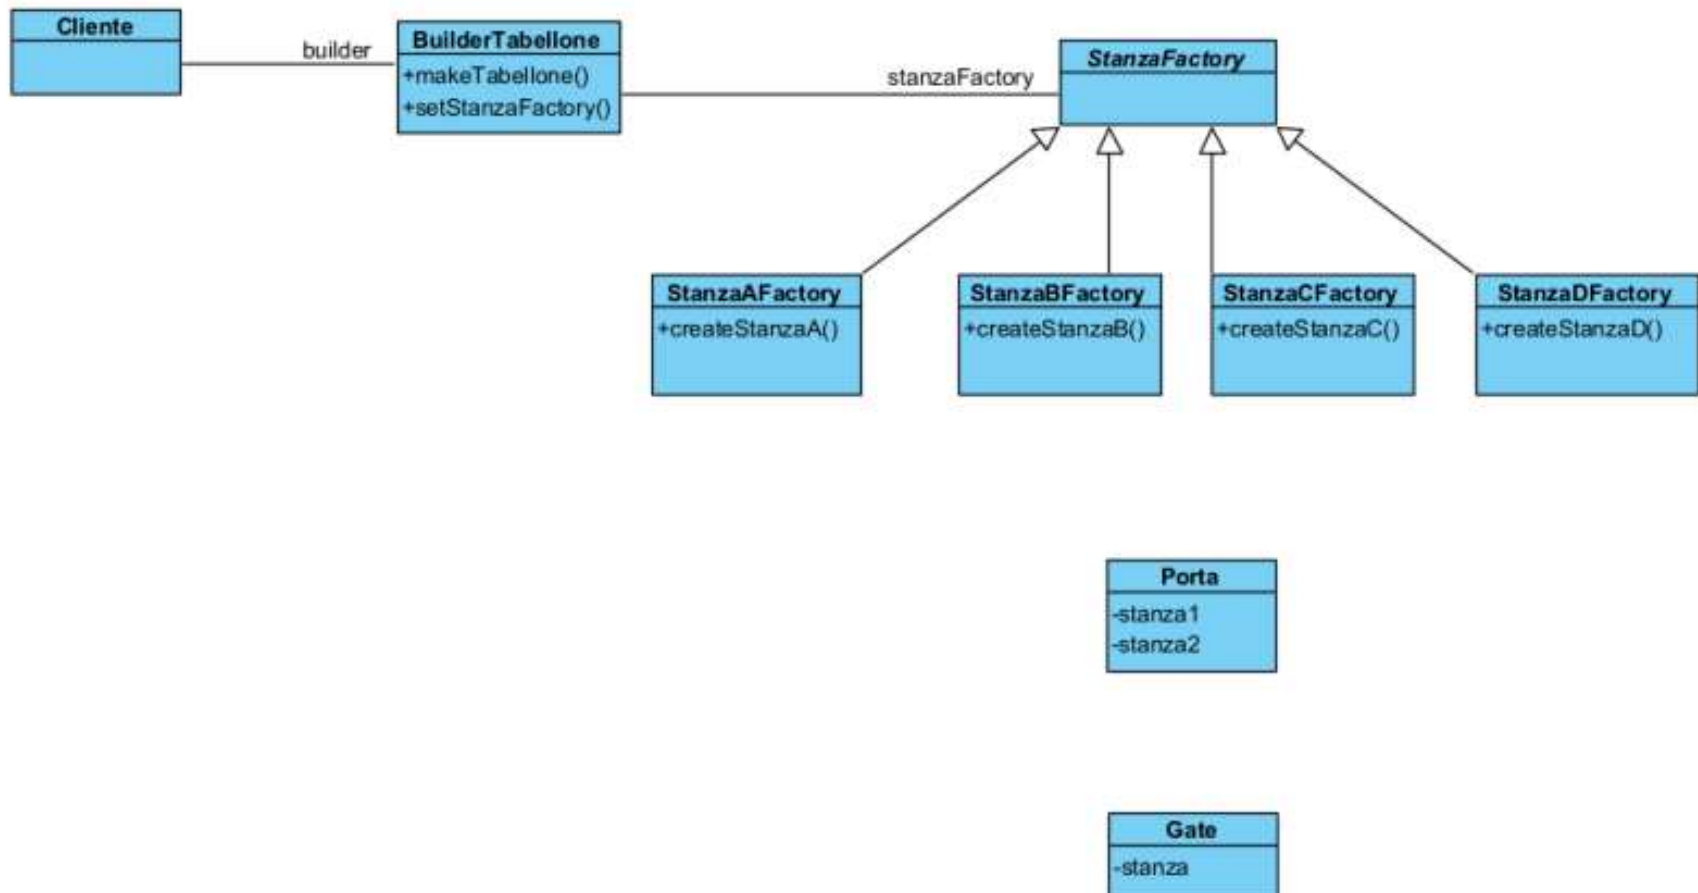 Cliente
builder
BuilderTabellone
+makeTabellone()
+setStanzaFactory()
stanzaFactory
StanzaFactory
StanzaAFactory
+createStanzaA()
StanzaBFactory
+createStanzaB()
StanzaCFactory
+createStanzaC()
StanzaDFactory
+createStanzaD()
Porta
-stanza1
-stanza2
Gate
-stanza